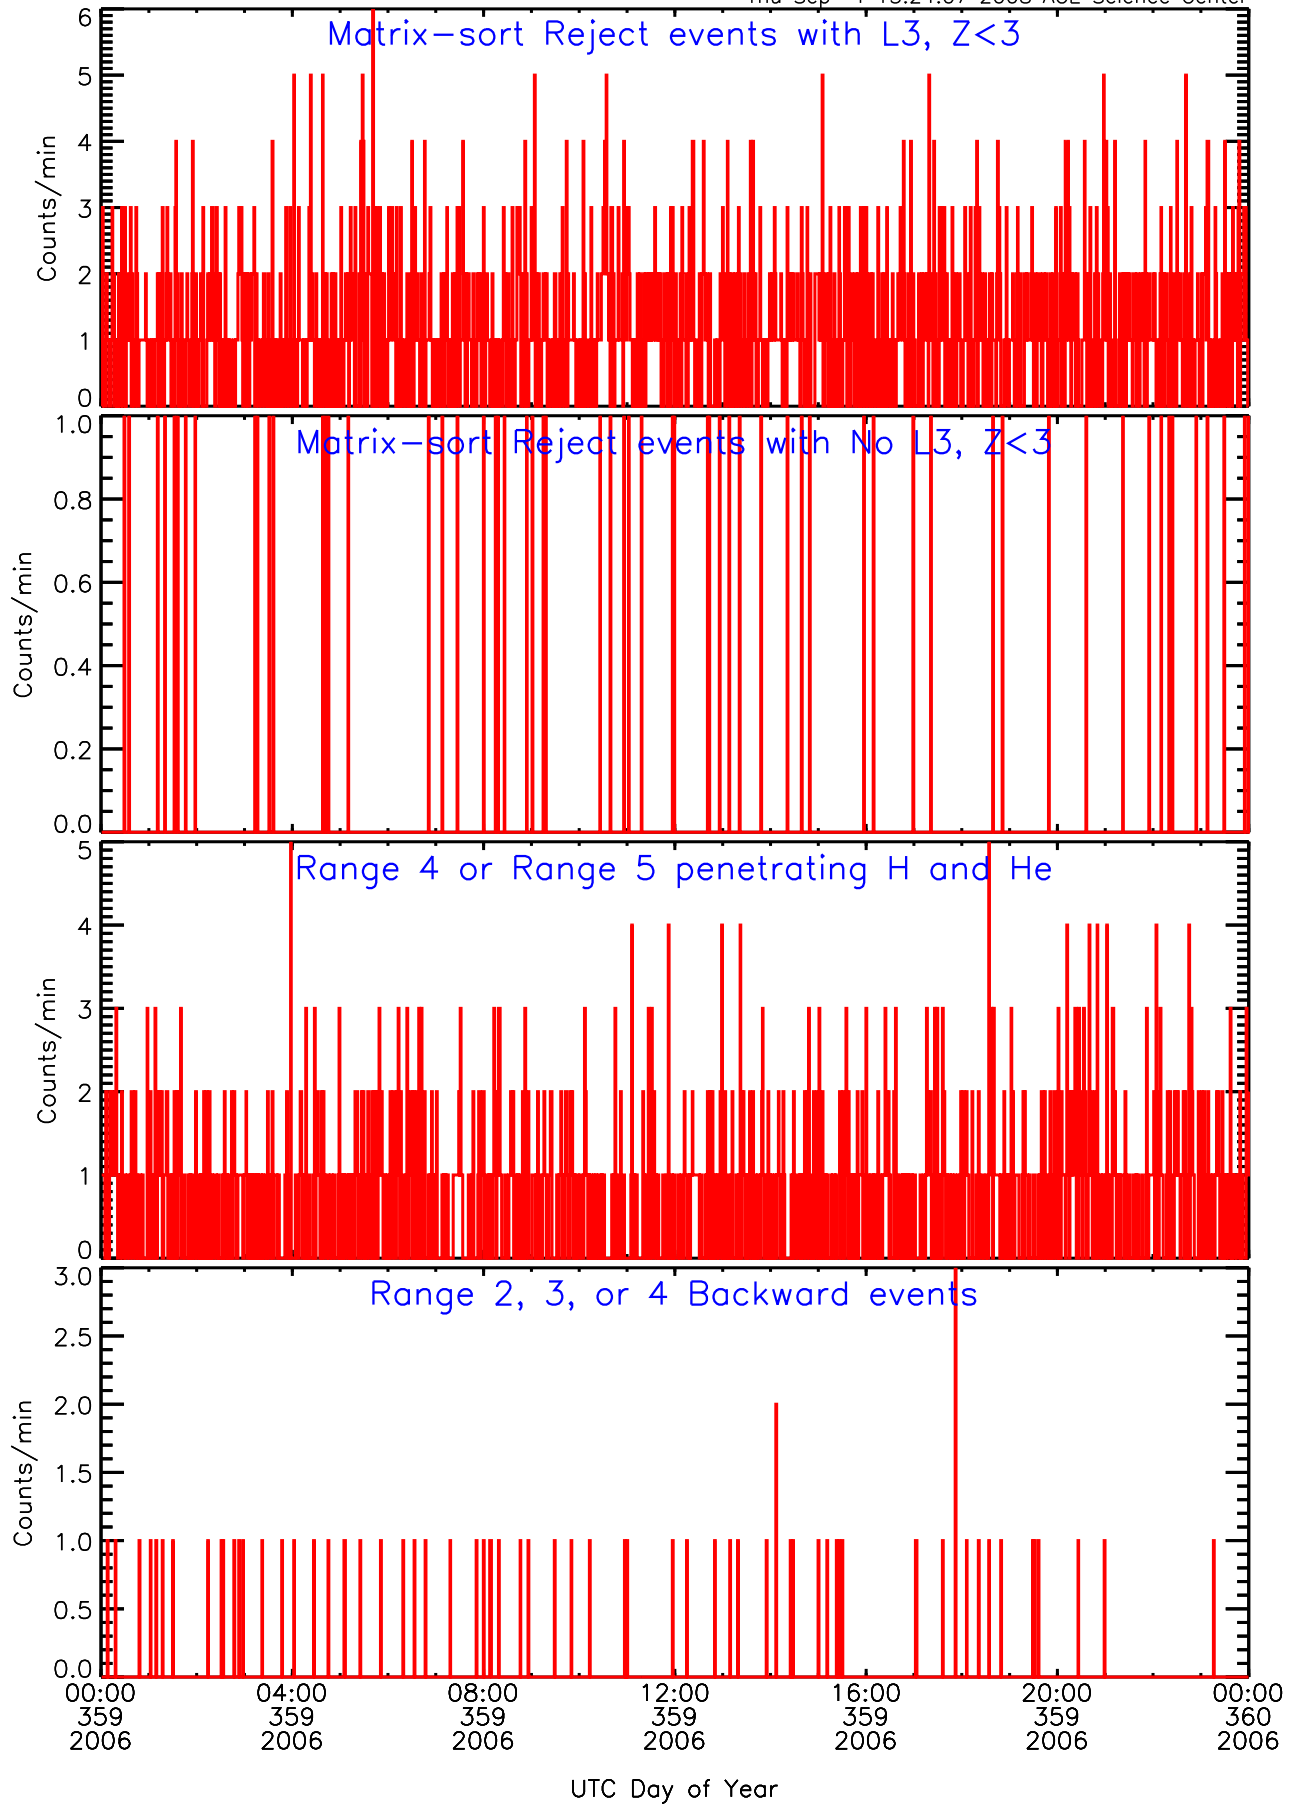 Matrix-sort Reject events with L3, Z<3
6
5
4
3
2
1
0
Counts/min
Matrix-sort Reject events with No L3, Z<3
1.0
0.8
0.6
0.4
0.2
0.0
Counts/min
Range 4 or Range 5 penetrating H and He
5
4
3
2
1
0
Counts/min
Range 2, 3, or 4 Backward events
3.0
2.5
2.0
1.5
1.0
0.5
0.0
Counts/min
00:00 04:00 08:00 12:00 16:00 20:00 00:00
359 359 359 359 359 359 360
2006 2006 2006 2006 2006 2006 2006
UTC Day of Year